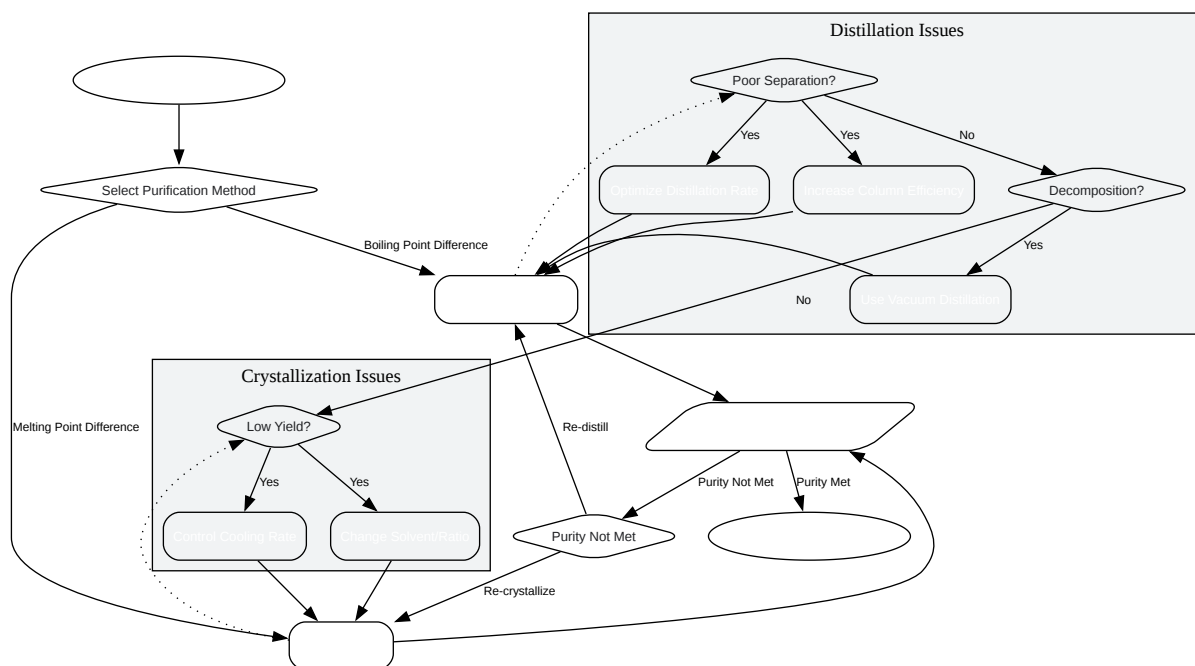 Distillation Issues
Poor Separation?
Yes
Yes
No
Select Purification Method
Optimize Distillation Rate
Increase Column Efficiency
Decomposition?
Boiling Point Difference
Yes
Use Vacuum Distillation
No
Crystallization Issues
Melting Point Difference
Low Yield?
Re-distill
Yes
Yes
Purity Not Met
Purity Met
Control Cooling Rate
Change Solvent/Ratio
Purity Not Met
Re-crystallize